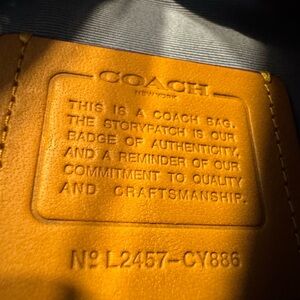 COACH
NEW YORK
THIS IS A COACH BAG.
THE STORYPATCH IS OUR
BADGE OF AUTHENTICITY,
AND A REMINDER OF OUR
COMMITMENT TO QUALITY
AND CRAFTSMANSHIP.
Nº L2457-CY886